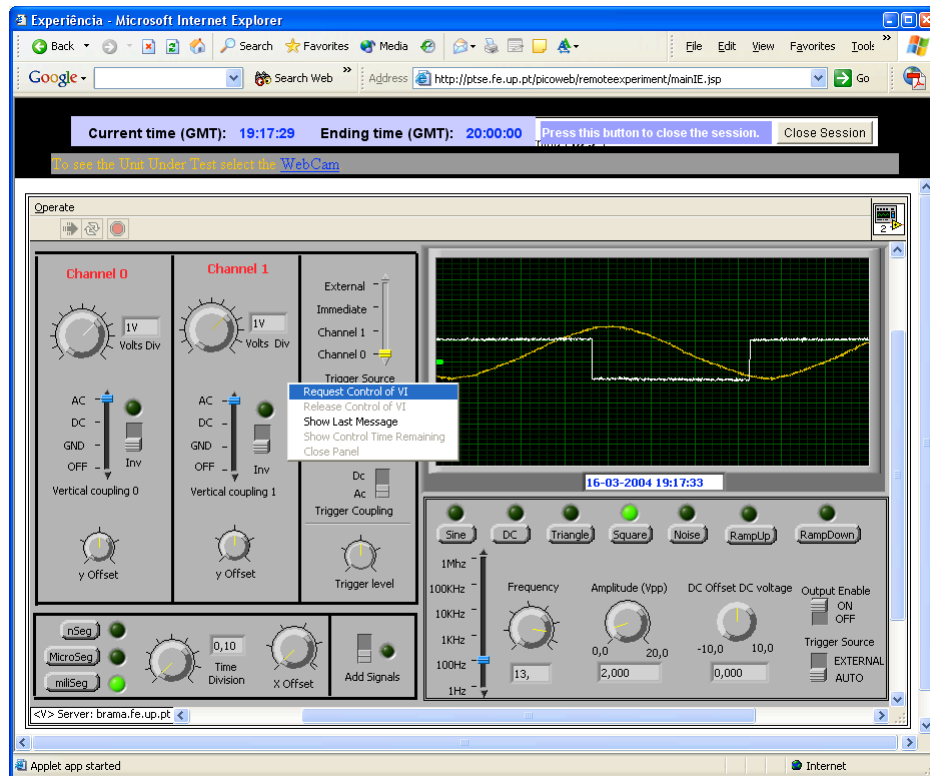 Experiência - Microsoft Internet Explorer
Back Search Favorites Media File Edit View Favorites Tools »
Google Search Web » Address http://ptse.fe.up.pt/picoweb/remoteexperiment/mainIE.jsp Go
Current time (GMT): 19:17:29 Ending time (GMT): 20:00:00 Press this button to close the session. Close Session
To see the Unit Under Test select the WebCam
Operate
2
Channel 0
1V
Volts Div
AC
DC
GND
OFF
Inv
Vertical coupling 0
y Offset
Channel 1
1V
Volts Div
AC
DC
GND
OFF
Inv
Vertical coupling 1
y Offset
External
Immediate
Channel 1
Channel 0
Trigger Source
Request Control of VI
Release Control of VI
Show Last Message
Show Control Time Remaining
Close Panel
Dc
Ac
Trigger Coupling
Trigger level
16-03-2004 19:17:33
Sine DC Triangle Square Noise RampUp RampDown
1Mhz
100KHz
10KHz
1KHz
100Hz
1Hz
Frequency
13,
Amplitude (Vpp)
0,0 20,0
2,000
DC Offset DC voltage
-10,0 10,0
0,000
Output Enable
ON
OFF
Trigger Source
EXTERNAL
AUTO
nSeg
MicroSeg
miliSeg
0,10
Time
Division
X Offset
Add Signals
<V> Server: brama.fe.up.pt
Applet app started Internet